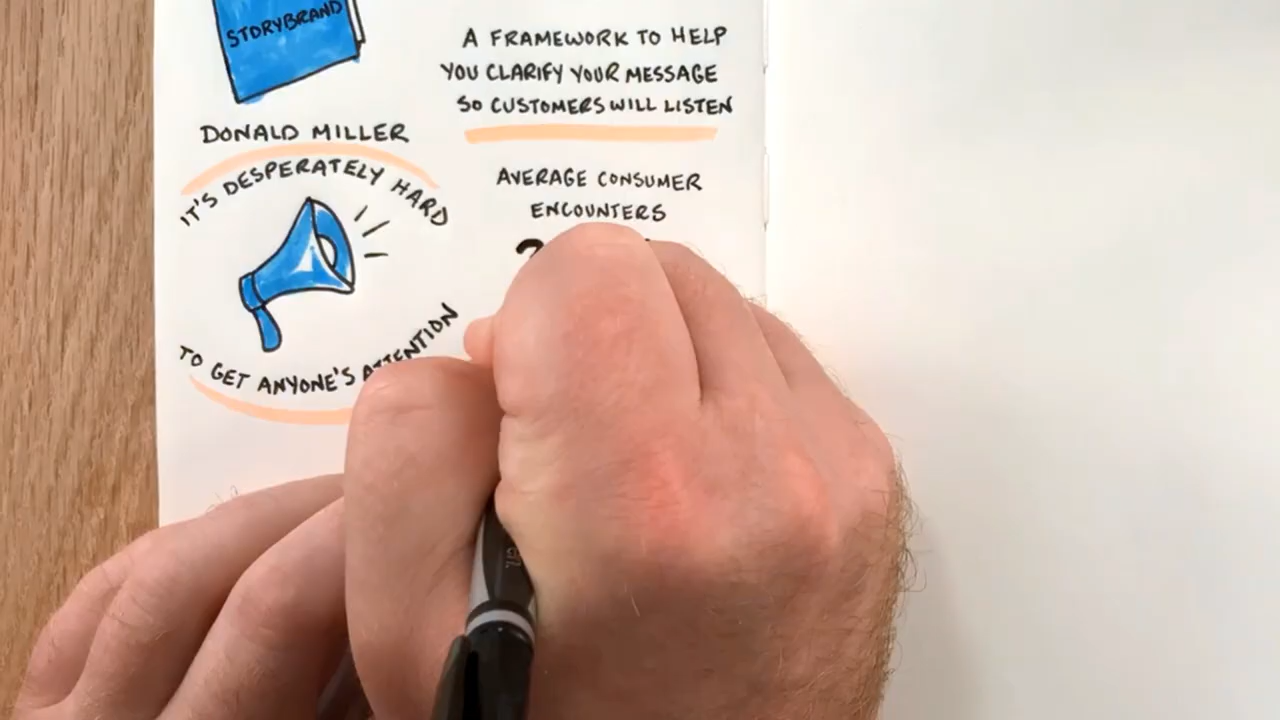 STORYBRAND
DONALD MILLER
IT'S DESPERATELY HARD
TO GET ANYONE'S ATTENTION
A FRAMEWORK TO HELP
YOU CLARIFY YOUR MESSAGE
SO CUSTOMERS WILL LISTEN
AVERAGE CONSUMER
ENCOUNTERS